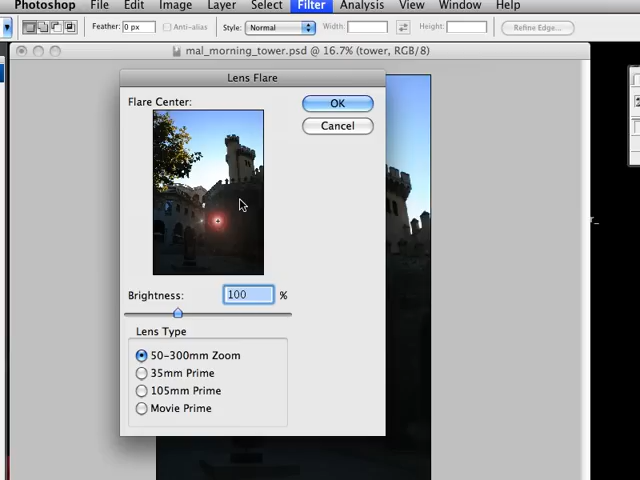 Photoshop File Edit Image Layer Select Filter Analysis View Window Help
Feather: 0 px Anti-alias Style: Normal Width: Height: Refine Edge...
mal_morning_tower.psd @ 16.7% (tower, RGB/8)
Lens Flare
Flare Center:
OK
Cancel
Brightness: 100 %
Lens Type
50-300mm Zoom
35mm Prime
105mm Prime
Movie Prime